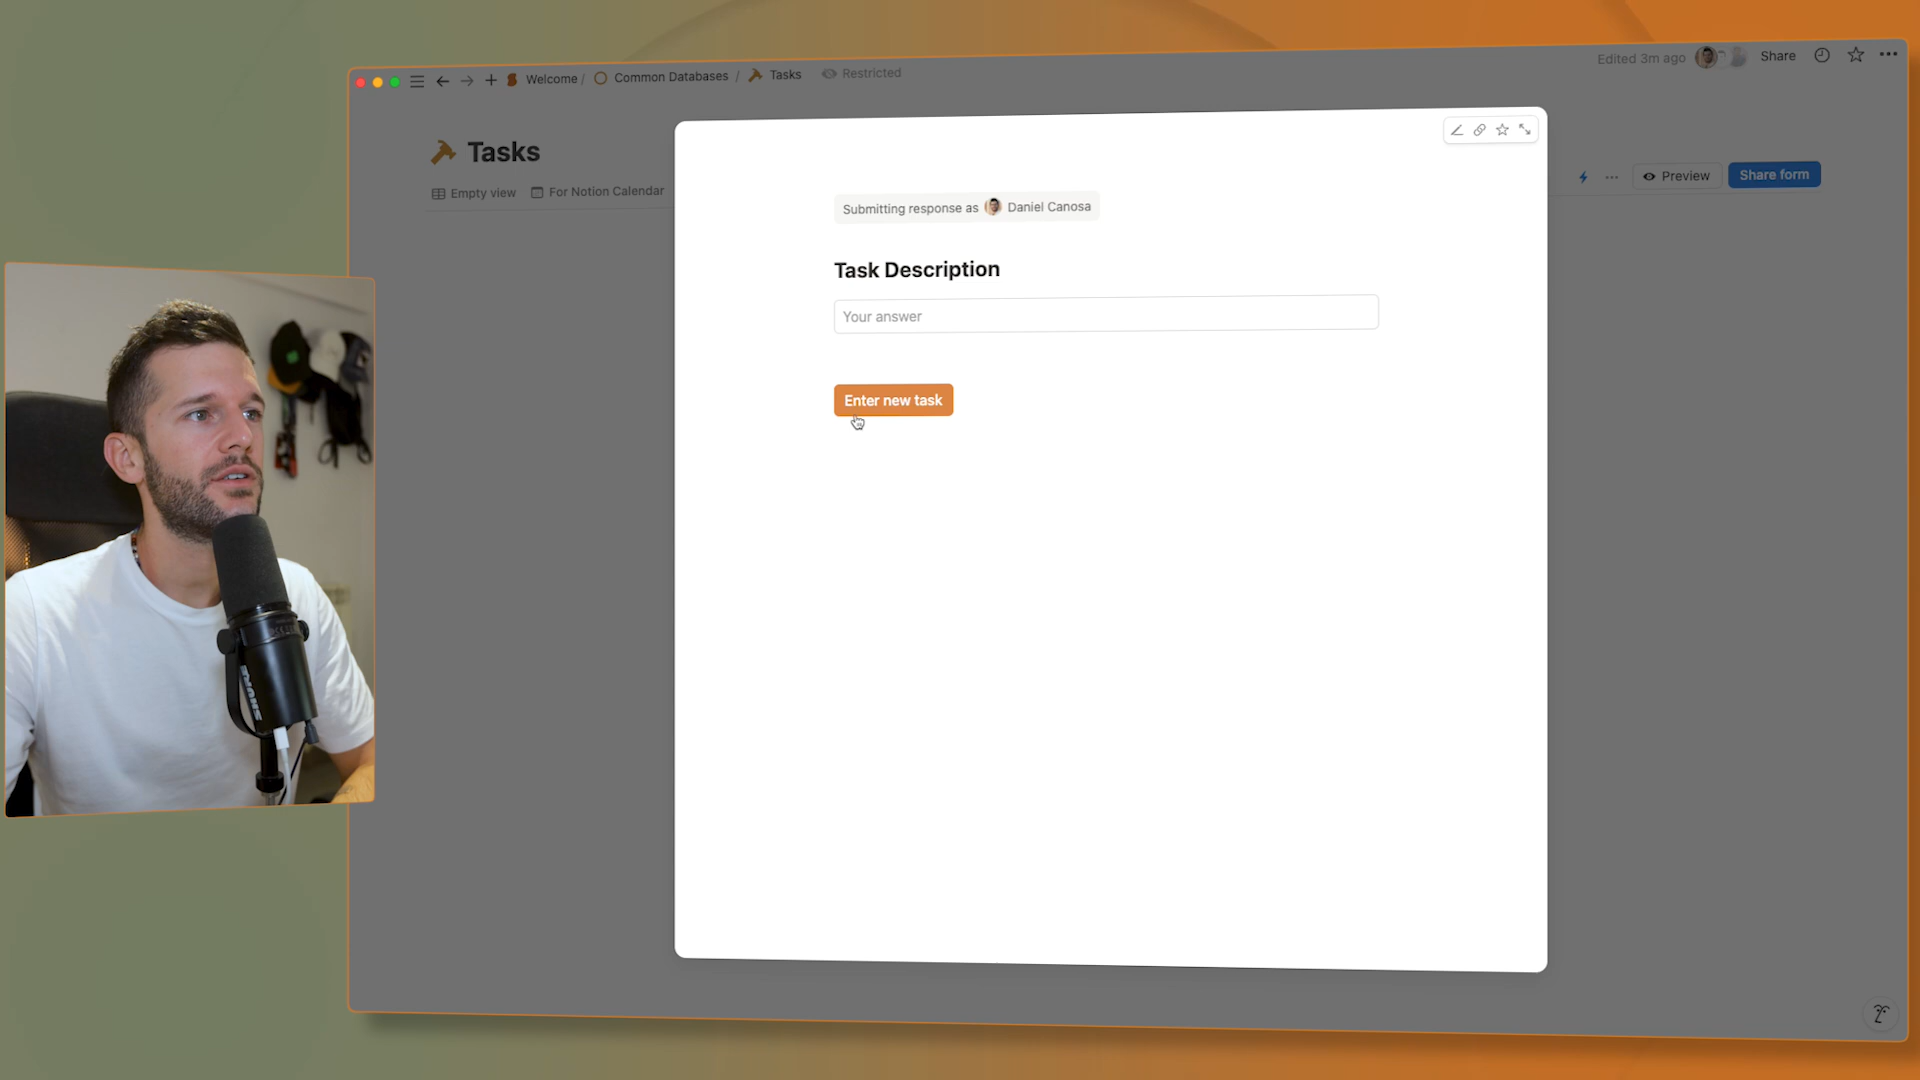 Welcome / Common Databases / Tasks Restricted
Edited 3m ago Share
Tasks
Empty view For Notion Calendar
Preview Share form
Submitting response as Daniel Canosa
Task Description
Your answer
Enter new task
SHURE